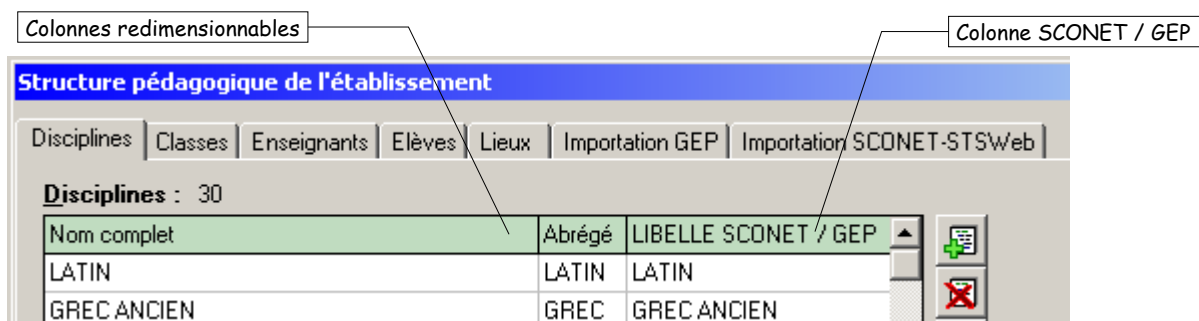 Colonnes redimensionnables
Colonne SCONET / GEP
Structure pédagogique de l'établissement
Disciplines Classes Enseignants Elèves Lieux Importation GEP Importation SCONET-STSWeb
Disciplines : 30
Nom complet Abrégé LIBELLE SCONET / GEP
LATIN LATIN LATIN
GREC ANCIEN GREC GREC ANCIEN